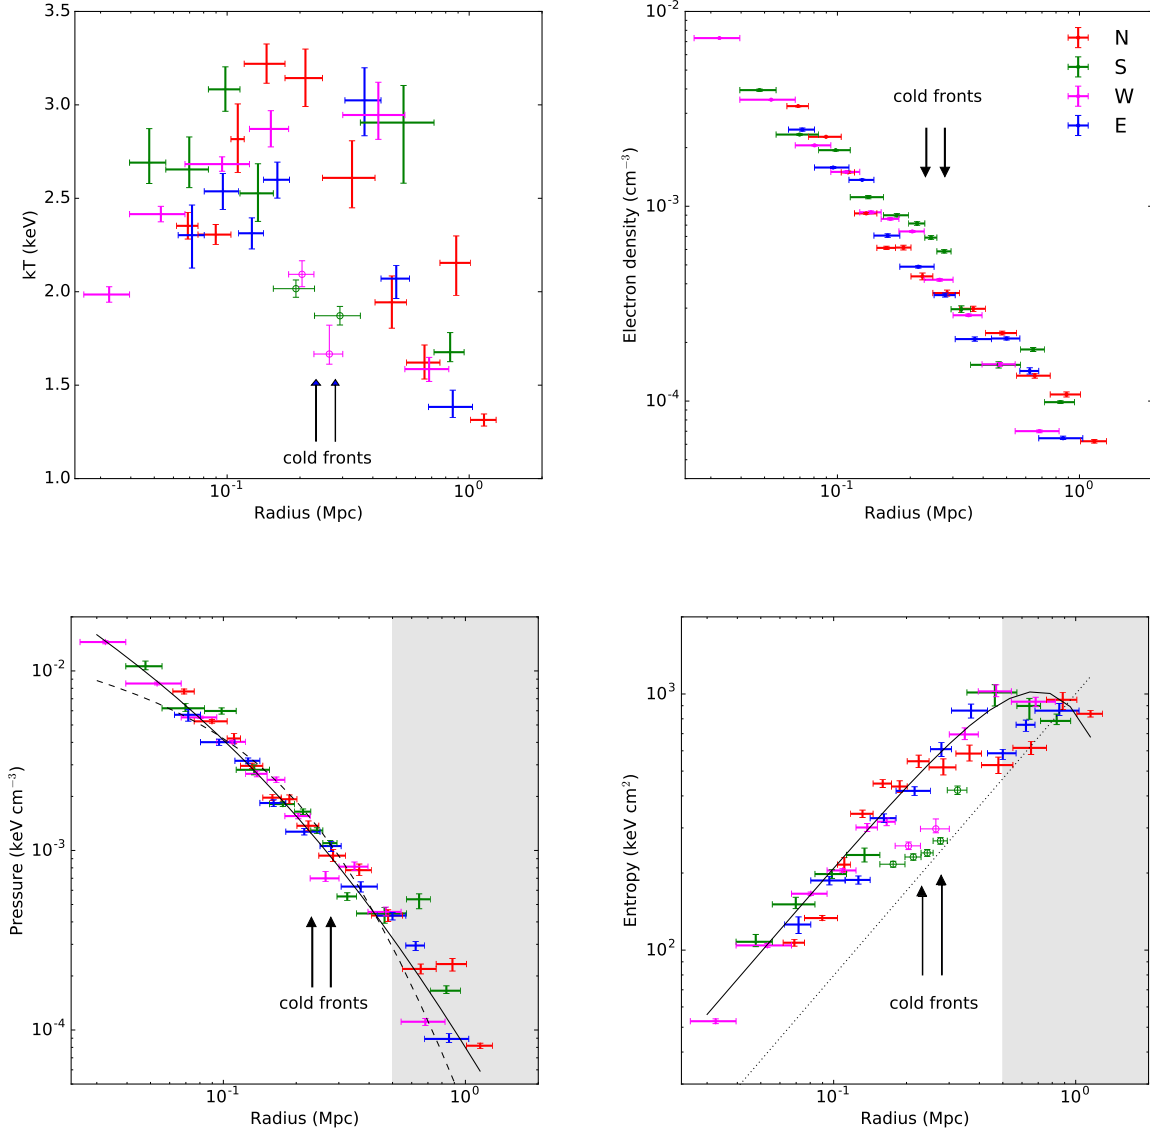 3.5
3.0
2.5
2.0
1.5
1.0
kT (keV)
cold fronts
10⁻¹
10⁰
Radius (Mpc)
10⁻²
10⁻³
10⁻⁴
Electron density (cm⁻³)
cold fronts
N
S
W
E
10⁻¹
10⁰
Radius (Mpc)
10⁻²
10⁻³
10⁻⁴
Pressure (keV cm⁻³)
cold fronts
10⁻¹
10⁰
Radius (Mpc)
10³
10²
Entropy (keV cm²)
cold fronts
10⁻¹
10⁰
Radius (Mpc)